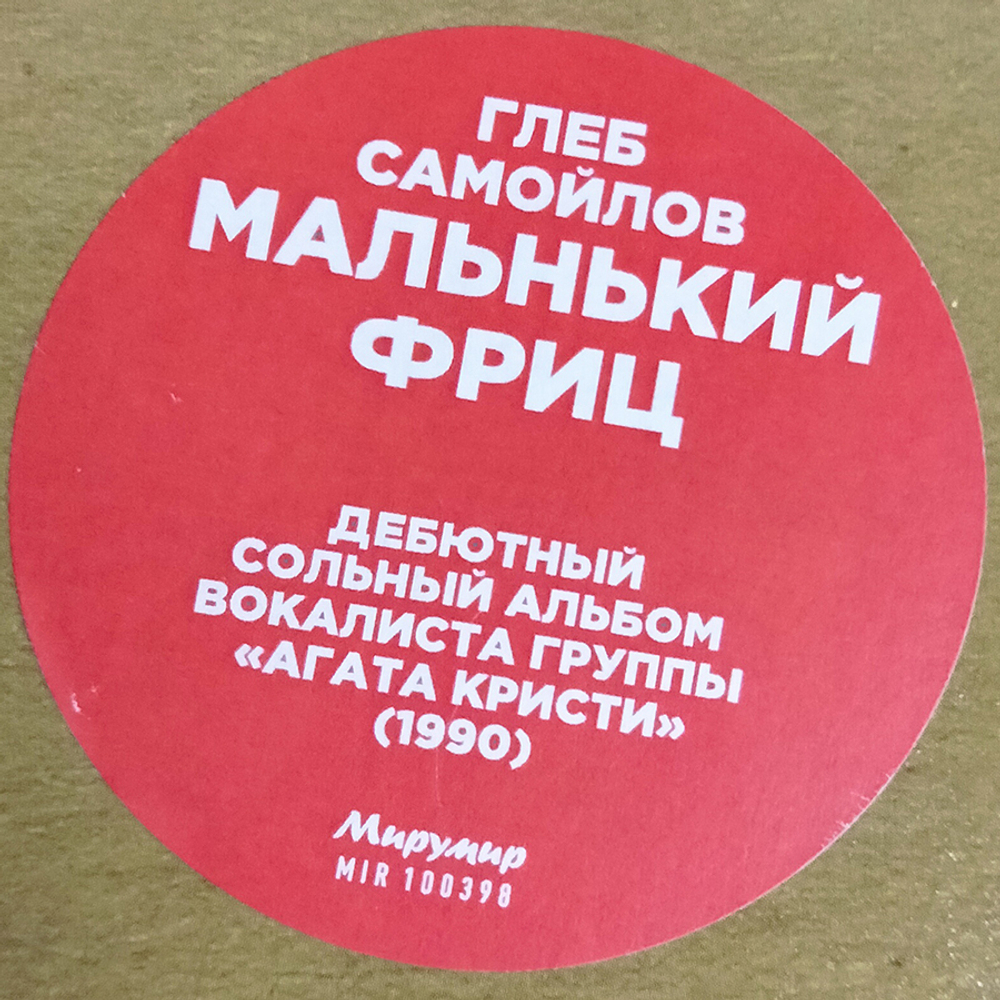 ГЛЕБ
САМОЙЛОВ
МАЛЬНЬКИЙ
ФРИЦ
ДЕБЮТНЫЙ
СОЛЬНЫЙ АЛЬБОМ
ВОКАЛИСТА ГРУППЫ
«АГАТА КРИСТИ»
(1990)
Мирумир
MIR 100398